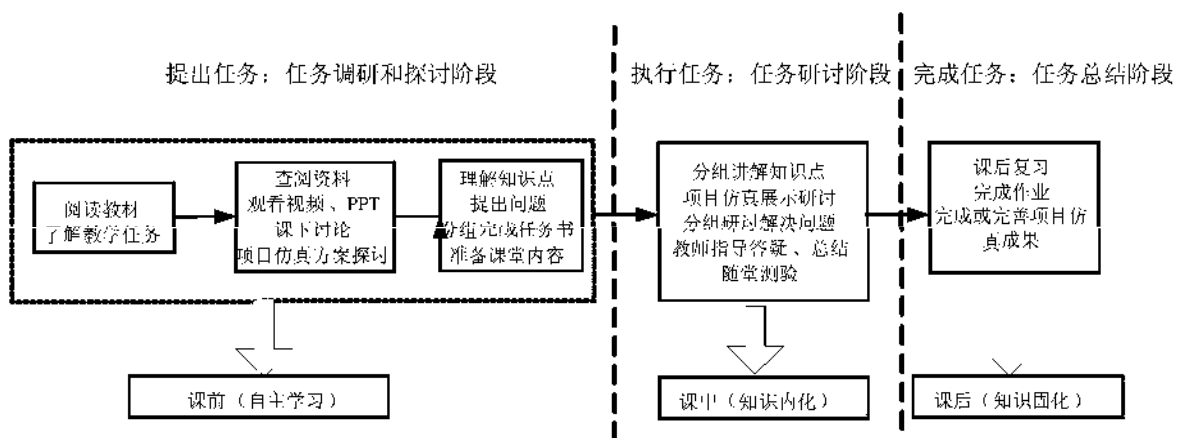 提出任务：任务调研和探讨阶段
执行任务：任务研讨阶段
完成任务：任务总结阶段
阅读教材
了解教学任务
查阅资料
观看视频、PPT
课下讨论
项目仿真方案探讨
理解知识点
提出问题
分组完成任务书
准备课堂内容
分组讲解知识点
项目仿真展示研讨
分组研讨解决问题
教师指导答疑、总结
随堂测验
课后复习
完成作业
完成或完善项目仿
真成果
课前（自主学习）
课中（知识内化）
课后（知识固化）